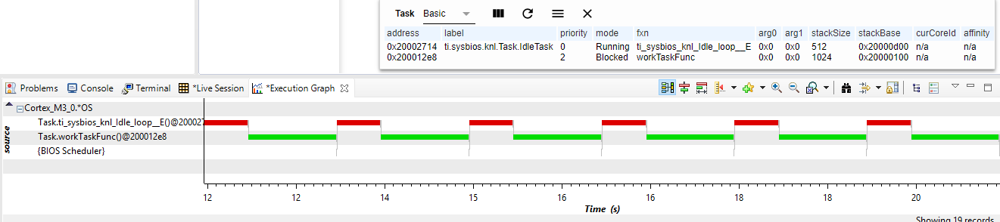 Task Basic
address label priority mode fxn arg0 arg1 stackSize stackBase curCoreId affinity
0x20002714 ti.sysbios.knl.Task.IdleTask 0 Running ti_sysbios_knl_Idle_loop__E 0x0 0x0 512 0x20000d00 n/a n/a
0x200012e8 2 Blocked workTaskFunc 0x0 0x0 1024 0x20000100 n/a n/a
Problems Console Terminal *Live Session *Execution Graph
Cortex_M3_0.*OS
Task.ti_sysbios_knl_Idle_loop__E()@200027
Task.workTaskFunc()@200012e8
{BIOS Scheduler}
source
12 12 14 15 16 16 18 18 20
Time (s)
Showing 19 records